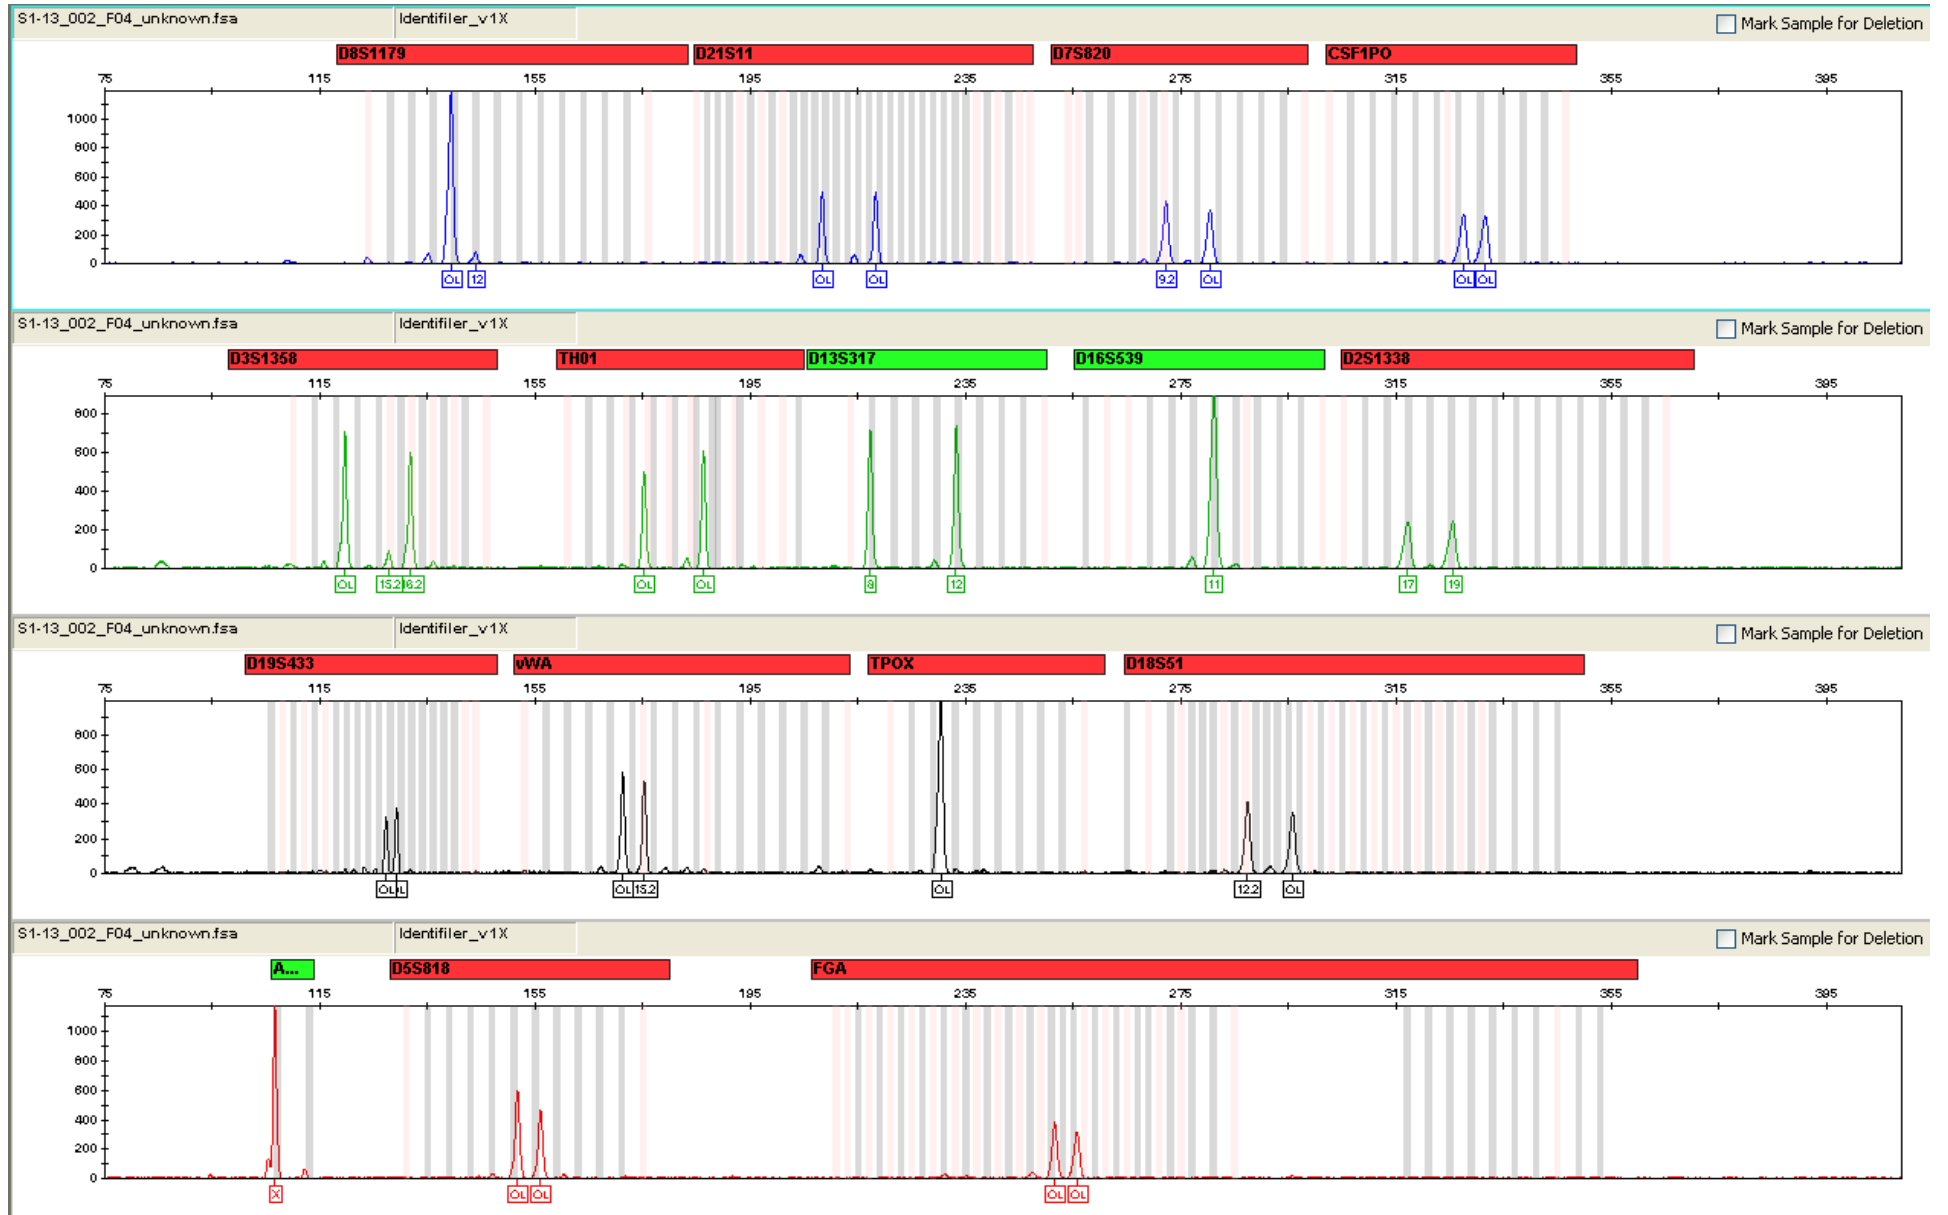 S1-13_002_F04_unknown.fsa Identifiler_v1X Mark Sample for Deletion
D8S1179 D21S11 D7S820 CSF1PO
75 115 155 195 235 275 315 355 395
1000
800
600
400
200
0
OL 12 OL OL 9.2 OL OL OL
S1-13_002_F04_unknown.fsa Identifiler_v1X Mark Sample for Deletion
D3S1358 TH01 D13S317 D16S539 D2S1338
75 115 155 195 235 275 315 355 395
600
400
200
0
OL 15.2 OL OL 8 12 11 17 19
S1-13_002_F04_unknown.fsa Identifiler_v1X Mark Sample for Deletion
D19S433 vWA TPOX D18S51
75 115 155 195 235 275 315 355 395
800
600
400
200
0
OL OL 15.2 OL 12.2 OL
S1-13_002_F04_unknown.fsa Identifiler_v1X Mark Sample for Deletion
A... D5S818 FGA
75 115 155 195 235 275 315 355 395
1000
800
600
400
200
0
X OL OL OL OL